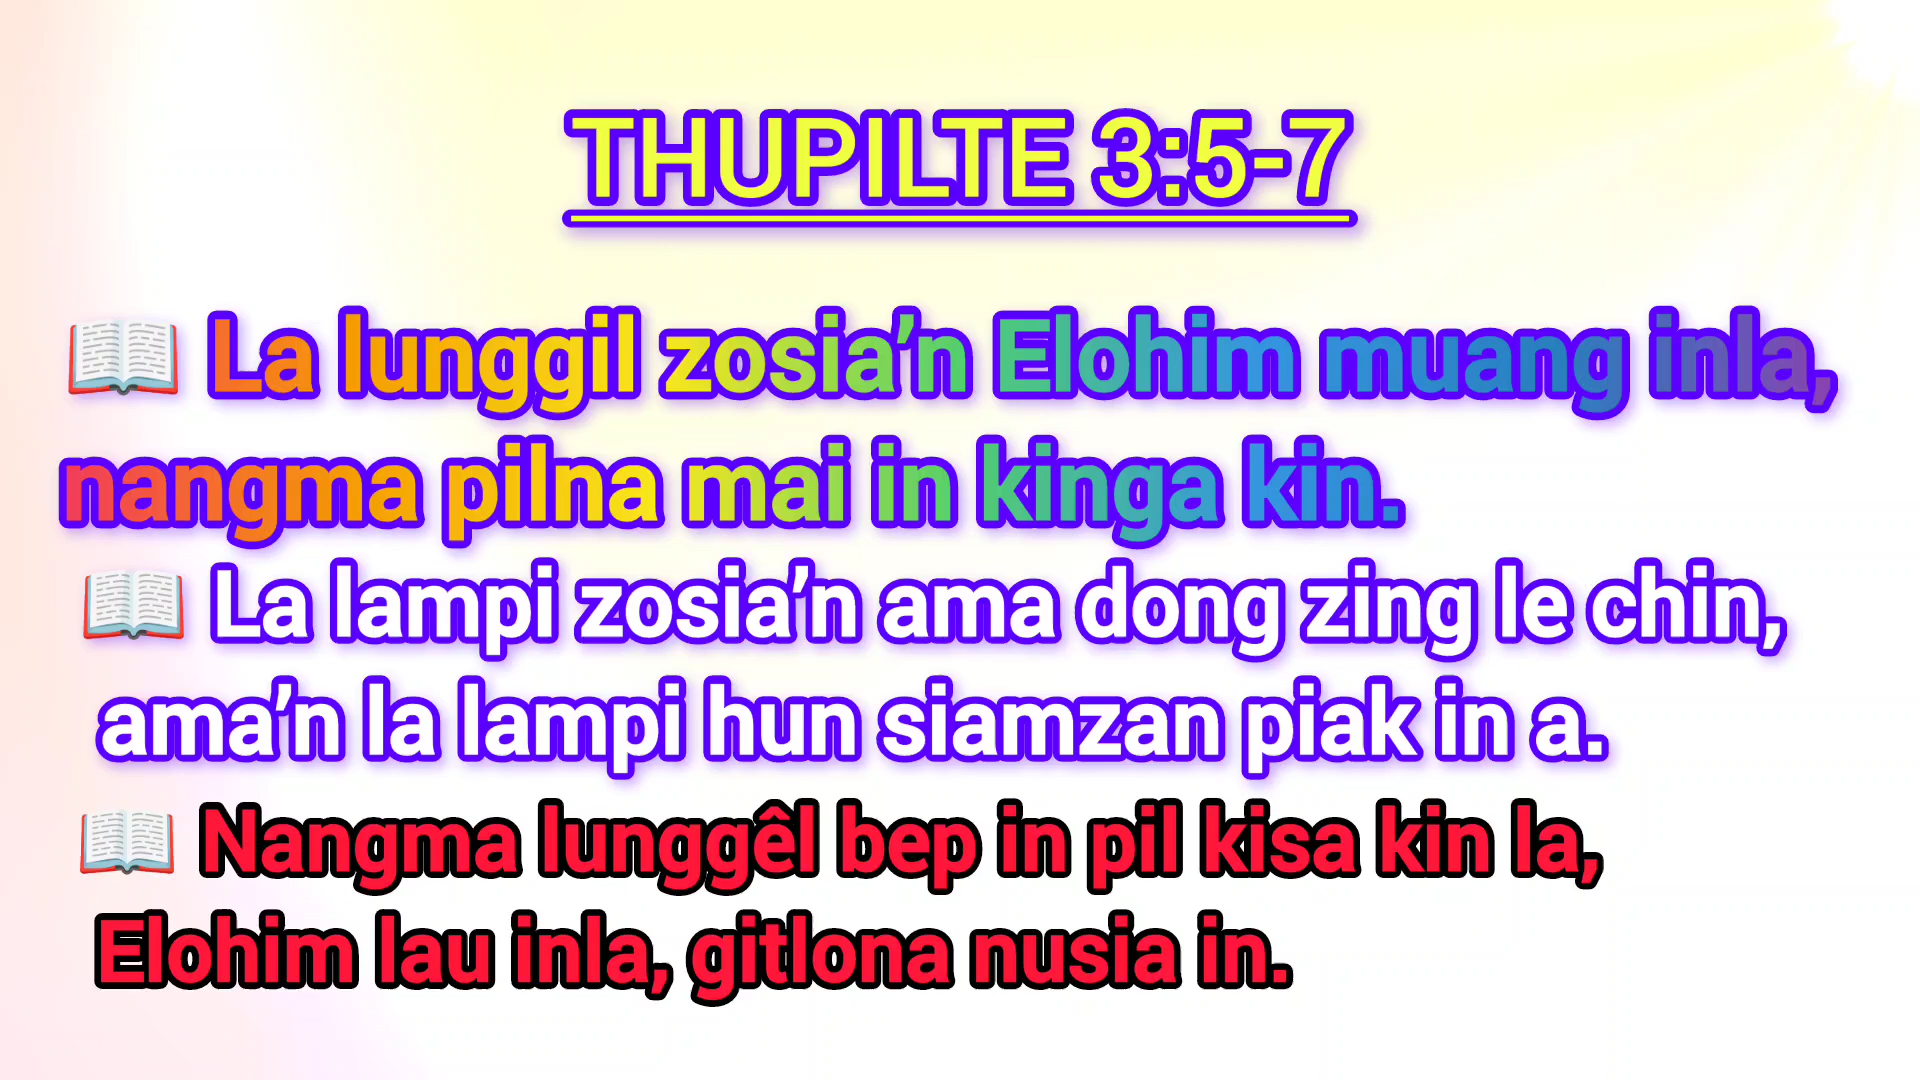 THUPILTE 3:5-7
📖 La lunggil zosia’n Elohim muang inla,
nangma pilna mai in kinga kin.
📖 La lampi zosia’n ama dong zing le chin,
ama’n la lampi hun siamzan piak in a.
📖 Nangma lunggêl bep in pil kisa kin la,
Elohim lau inla, gitlona nusia in.